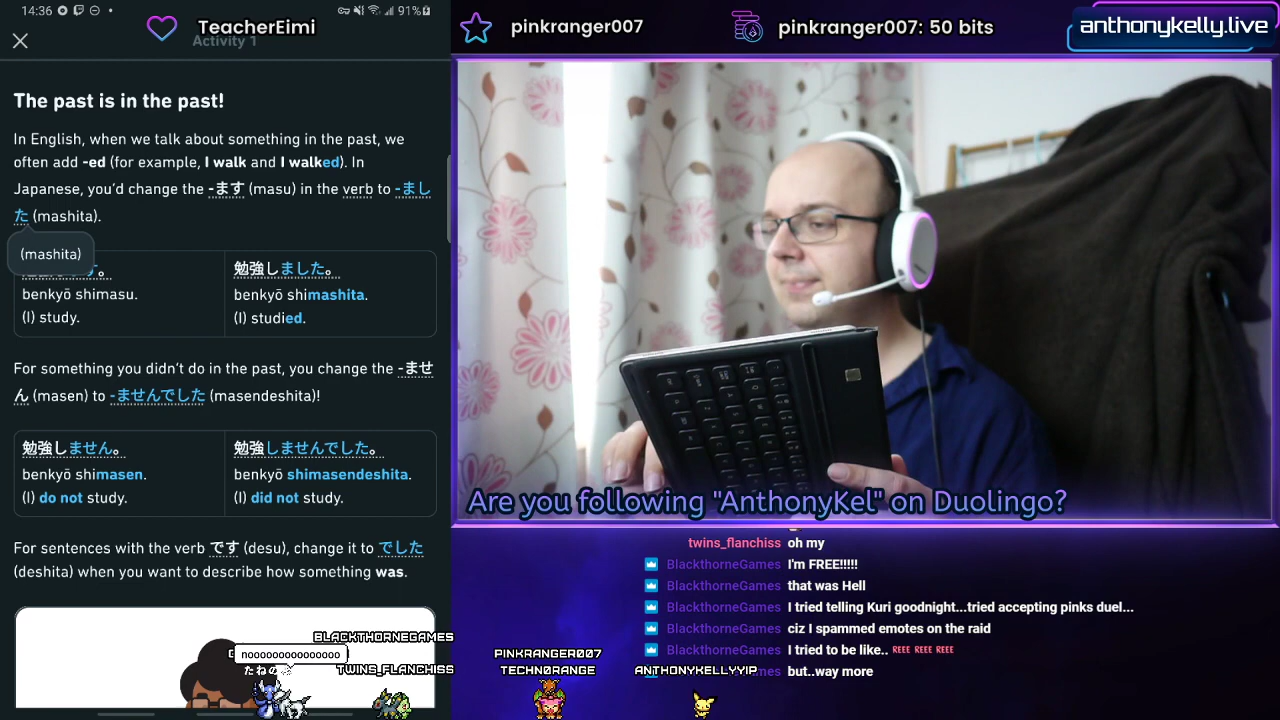 14:36
91%
TeacherEimi
Activity 1
The past is in the past!
In English, when we talk about something in the past, we
often add -ed (for example, I walk and I walked). In
Japanese, you'd change the -ます (masu) in the verb to -まし
た (mashita).
(mashita)
勉強しました。
benkyō shimasu.
benkyō shimashita.
(I) study.
(I) studied.
For something you didn't do in the past, you change the -ませ
ん (masen) to -ませんでした (masendeshita)!
勉強しません。
勉強しませんでした。
benkyō shimasen.
benkyō shimasendeshita.
(I) do not study.
(I) did not study.
For sentences with the verb です (desu), change it to でした
(deshita) when you want to describe how something was.
BLACKTHORNEGAMES
nooooooooooooooo
TWINS_FLANCHISS
pinkranger007
pinkranger007: 50 bits
anthonykelly.live
Are you following "AnthonyKel" on Duolingo?
twins_flanchiss oh my
BlackthorneGames I'm FREE!!!!!
BlackthorneGames that was Hell
BlackthorneGames I tried telling Kuri goodnight...tried accepting pinks duel...
BlackthorneGames ciz I spammed emotes on the raid
BlackthorneGames I tried to be like.. REEE REEE REEE
mes but..way more
PINKRANGER007
TECHN0RANGE
ANTHONYKELLYYIP